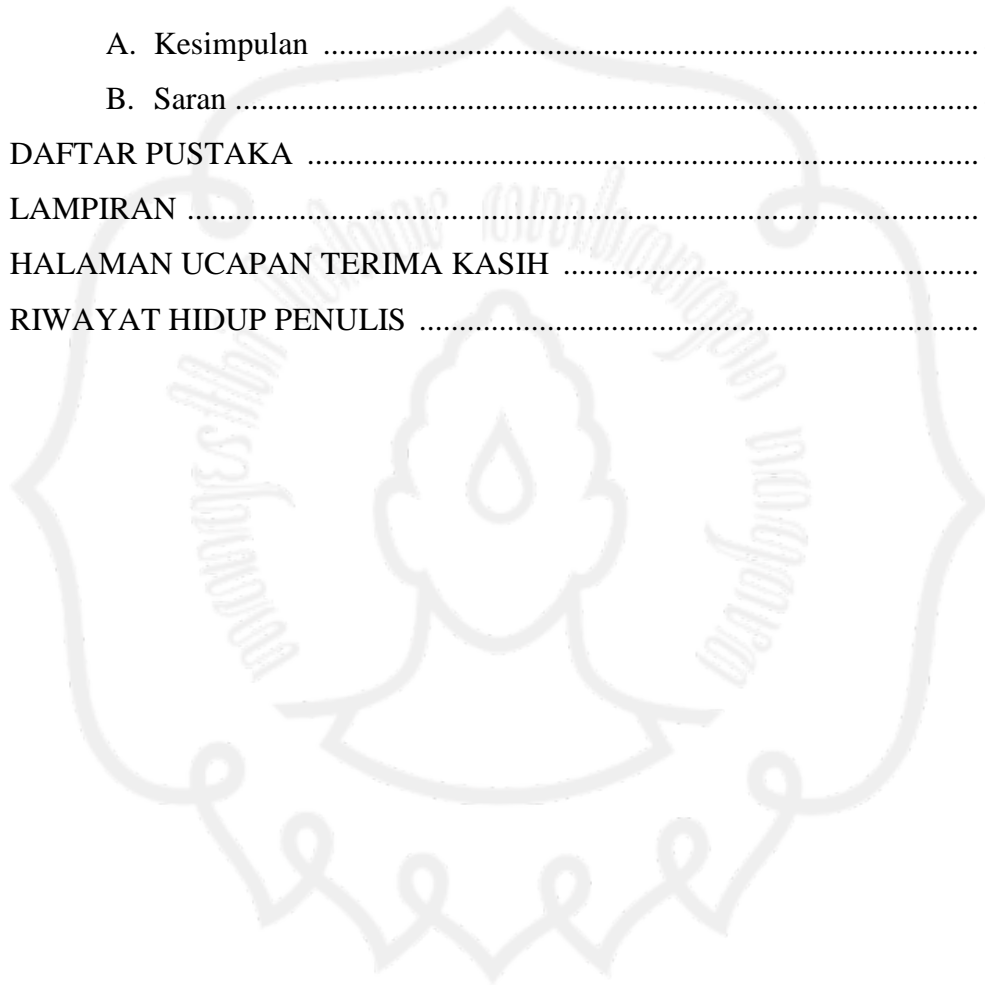 A. Kesimpulan ......................................................................
B. Saran ................................................................................
DAFTAR PUSTAKA ........................................................................
LAMPIRAN .....................................................................................
HALAMAN UCAPAN TERIMA KASIH .............................................
RIWAYAT HIDUP PENULIS ............................................................